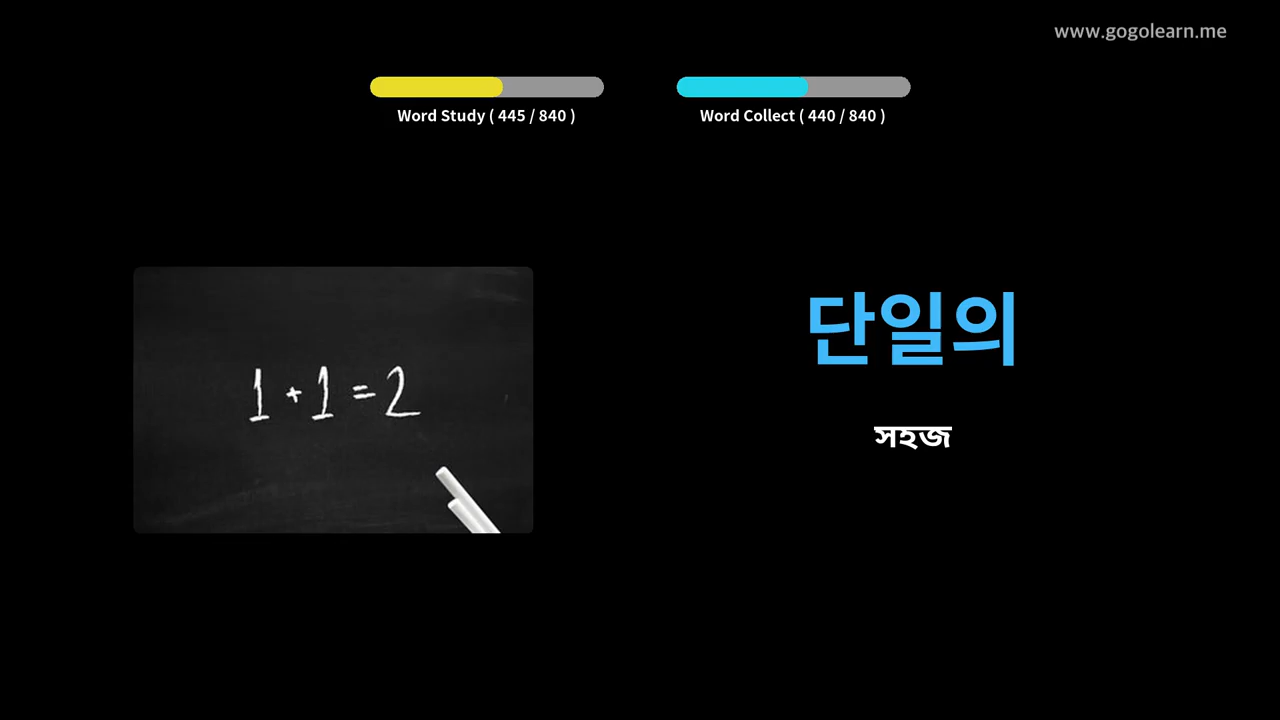 www.gogolearn.me
Word Study ( 445 / 840 )
Word Collect ( 440 / 840 )
1 + 1 = 2
단일의
সহজ